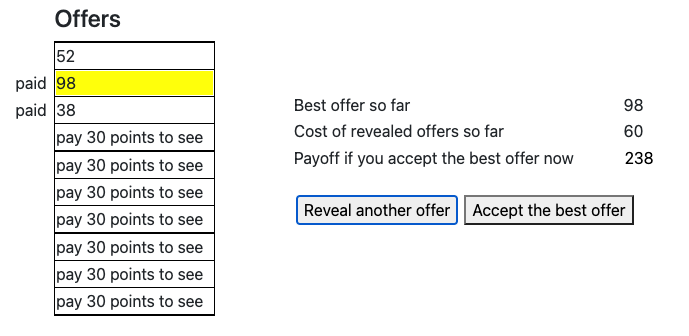 Offers
52
paid 98
paid 38
pay 30 points to see
pay 30 points to see
pay 30 points to see
pay 30 points to see
pay 30 points to see
pay 30 points to see
pay 30 points to see
Best offer so far 98
Cost of revealed offers so far 60
Payoff if you accept the best offer now 238
Reveal another offer Accept the best offer